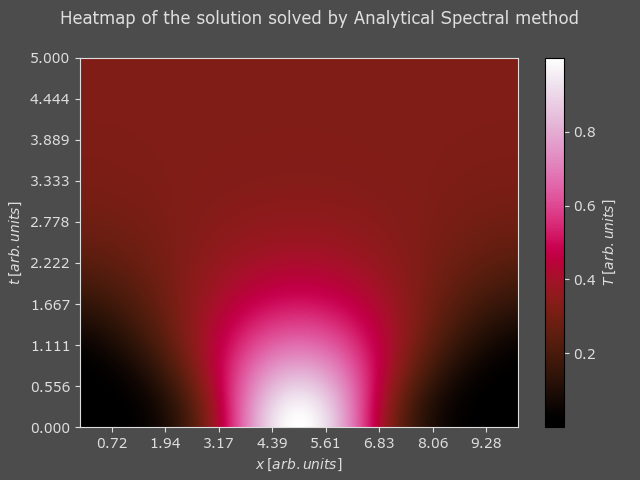 Heatmap of the solution solved by Analytical Spectral method
5.000
4.444
3.889
3.333
2.778
2.222
1.667
1.111
0.556
0.000
t [arb. units]
0.72 1.94 3.17 4.39 5.61 6.83 8.06 9.28
x [arb. units]
0.8
0.6
0.4
0.2
T [arb. units]